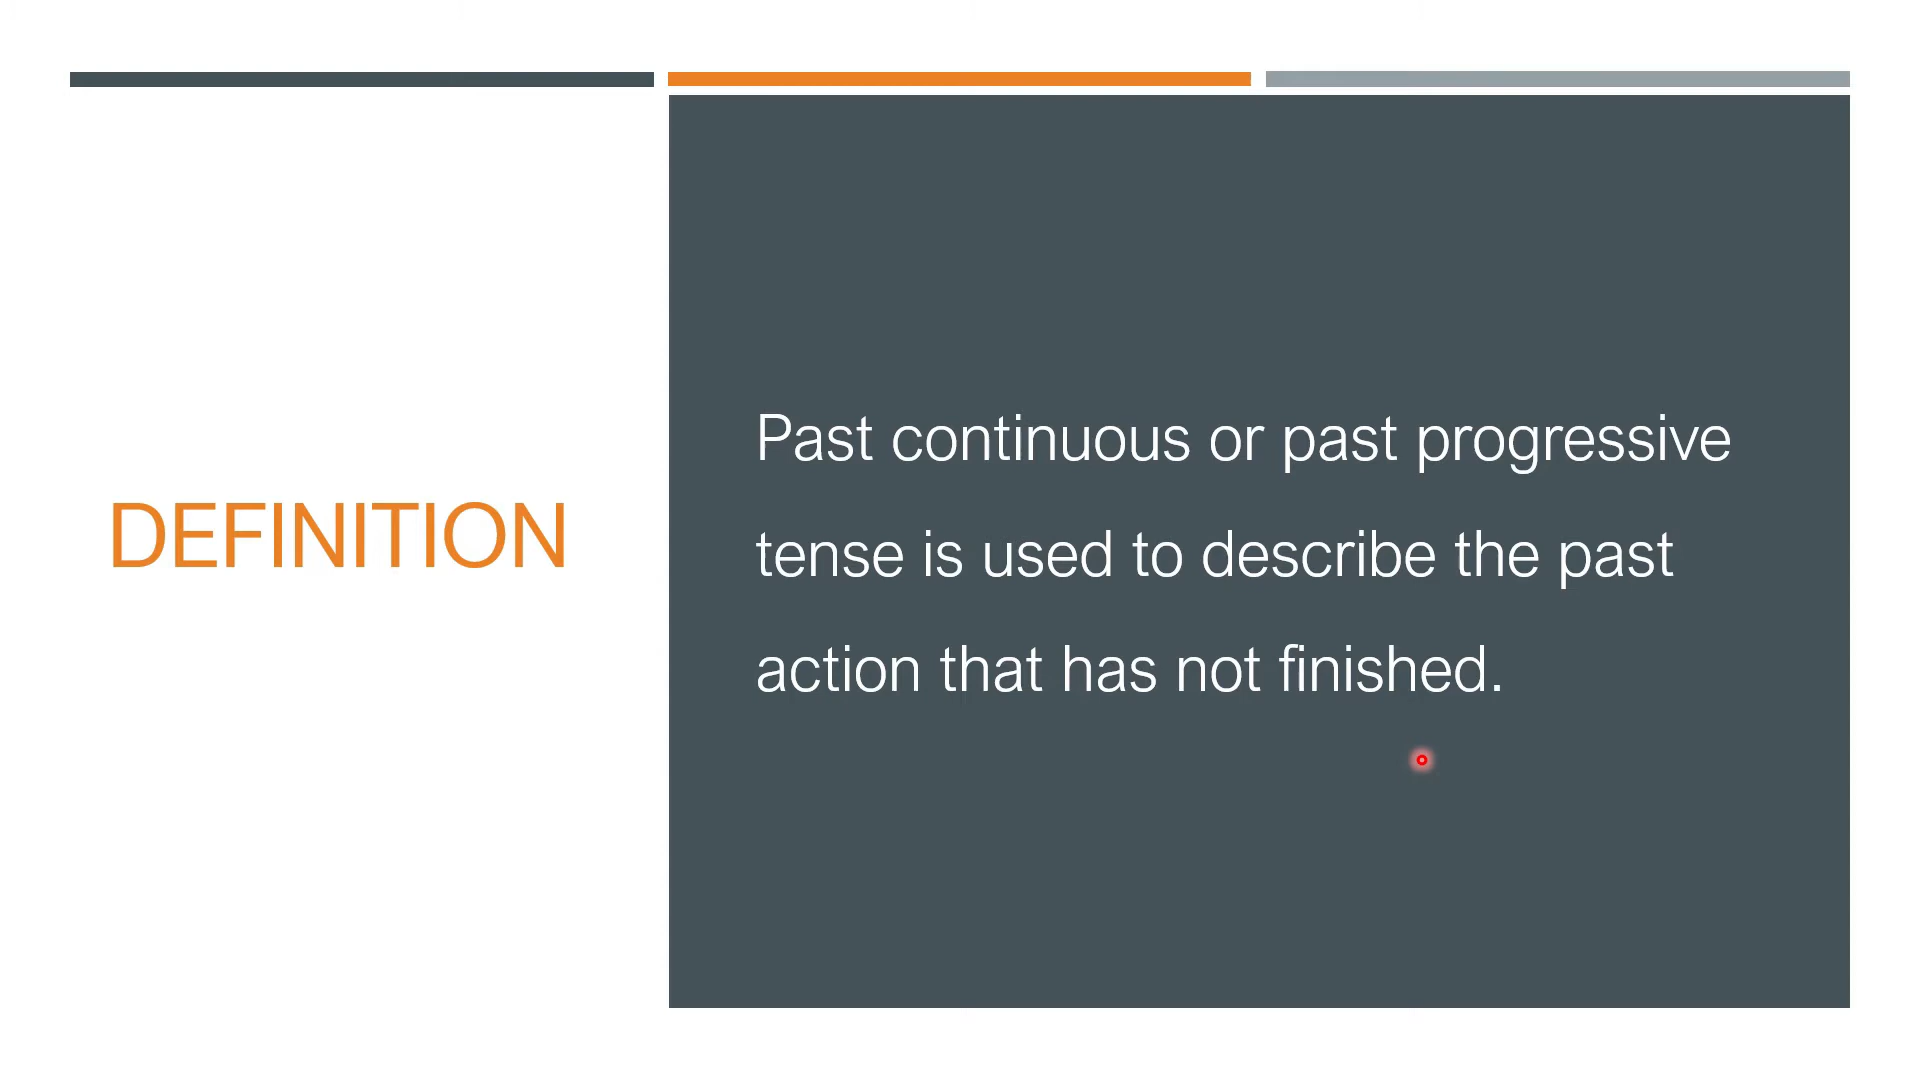 DEFINITION
Past continuous or past progressive
tense is used to describe the past
action that has not finished.